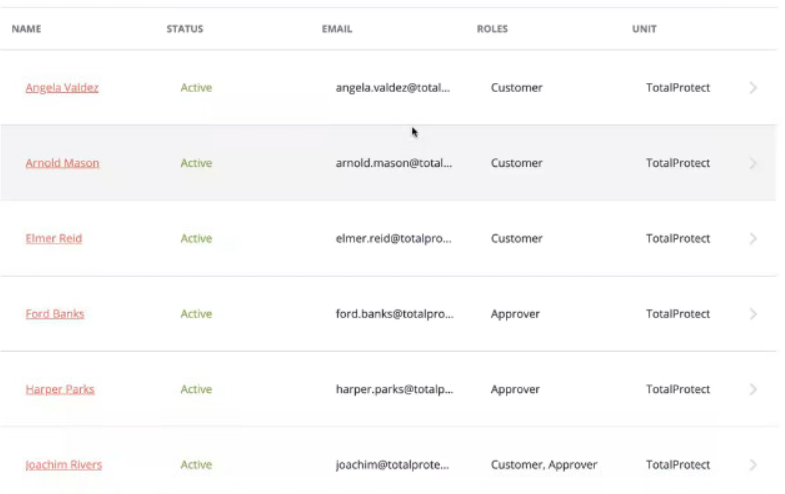 NAME STATUS EMAIL ROLES UNIT
Angela Valdez Active angela.valdez@total... Customer TotalProtect
Arnold Mason Active arnold.mason@total... Customer TotalProtect
Elmer Reid Active elmer.reid@totalpro... Customer TotalProtect
Ford Banks Active ford.banks@totalpro... Approver TotalProtect
Harper Parks Active harper.parks@totalp... Approver TotalProtect
Joachim Rivers Active joachim@totalprote... Customer, Approver TotalProtect